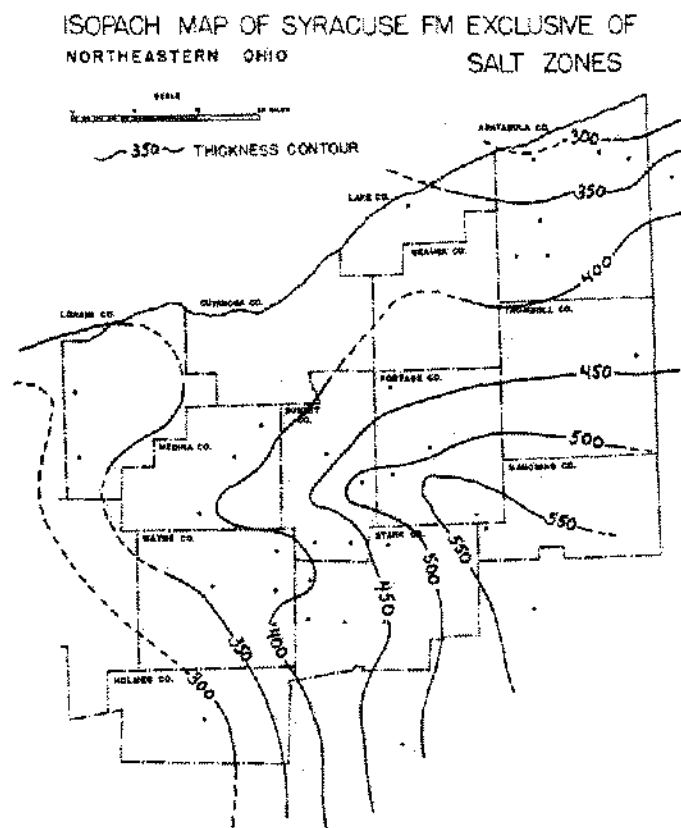 ISOPACH MAP OF SYRACUSE FM EXCLUSIVE OF
NORTHEASTERN OHIO
SALT ZONES
SCALE
350 THICKNESS CONTOUR
ASHTABULA CO.
300
350
LAKE CO.
GEAUGA CO.
400
CUYAHOGA CO.
LORAIN CO.
TRUMBULL CO.
450
PORTAGE CO.
SUMMIT CO.
500
MEDINA CO.
MAHONING CO.
550
WAYNE CO.
STARK CO.
550
500
450
400
350
300
HOLMES CO.